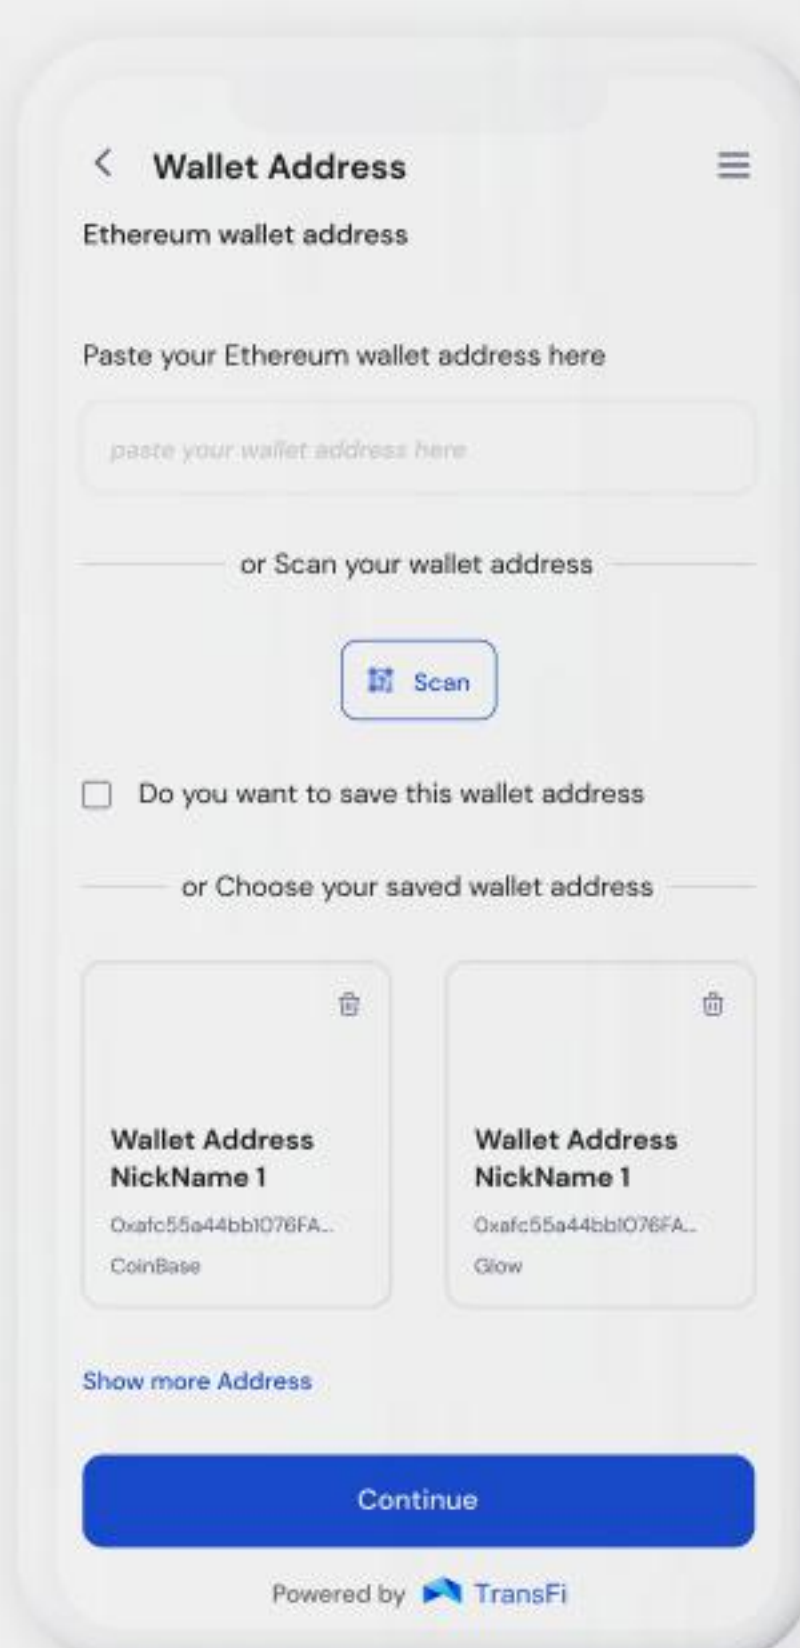 Wallet Address
Ethereum wallet address
Paste your Ethereum wallet address here
paste your wallet address here
or Scan your wallet address
Scan
Do you want to save this wallet address
or Choose your saved wallet address
Wallet Address
NickName 1
0xafc55a44bb1076FA...
CoinBase
Wallet Address
NickName 1
0xafc55a44bb1076FA...
Glow
Show more Address
Continue
Powered by TransFi